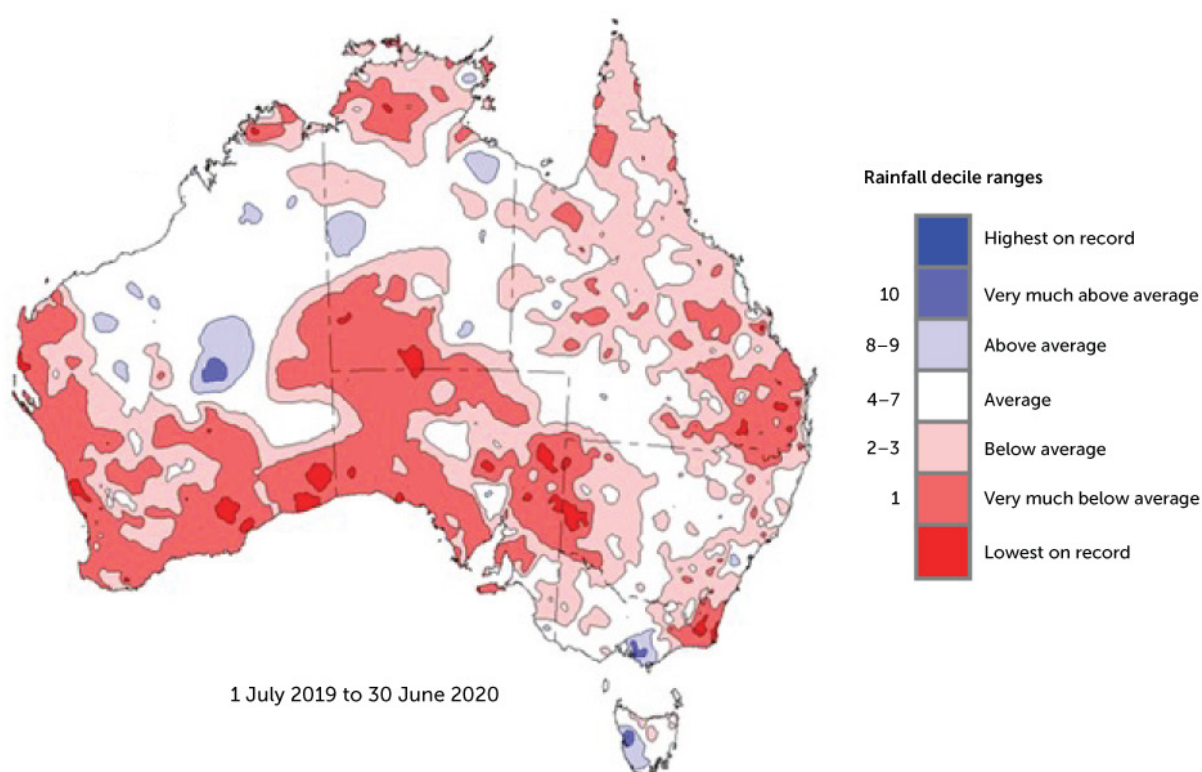 Rainfall decile ranges
Highest on record
10 Very much above average
8–9 Above average
4–7 Average
2–3 Below average
1 Very much below average
Lowest on record
1 July 2019 to 30 June 2020